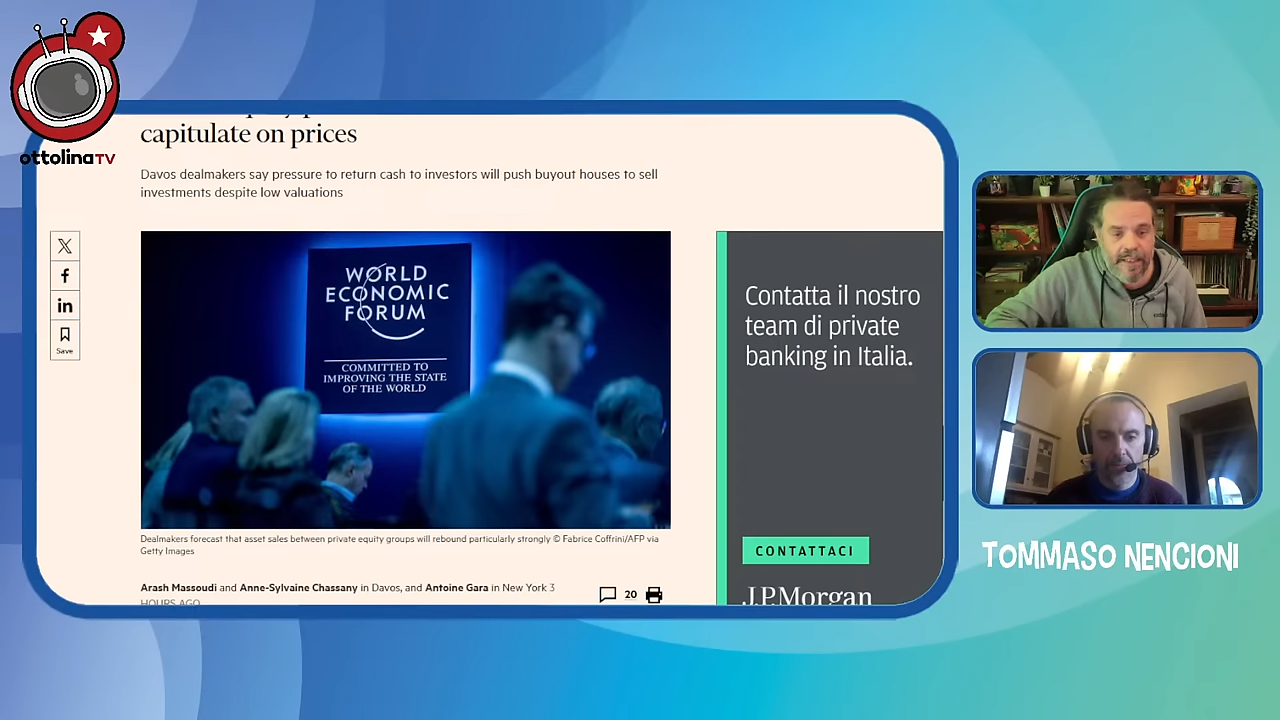 ottolinaTV
capitulate on prices
Davos dealmakers say pressure to return cash to investors will push buyout houses to sell
investments despite low valuations
Save
WORLD
ECONOMIC
FORUM
COMMITTED TO
IMPROVING THE STATE
OF THE WORLD
Dealmakers forecast that asset sales between private equity groups will rebound particularly strongly © Fabrice Coffrini/AFP via
Getty Images
Arash Massoudi and Anne-Sylvaine Chassany in Davos, and Antoine Gara in New York 3
HOURS AGO
20
Contatta il nostro
team di private
banking in Italia.
CONTATTACI
J.P.Morgan
TOMMASO NENCIONI